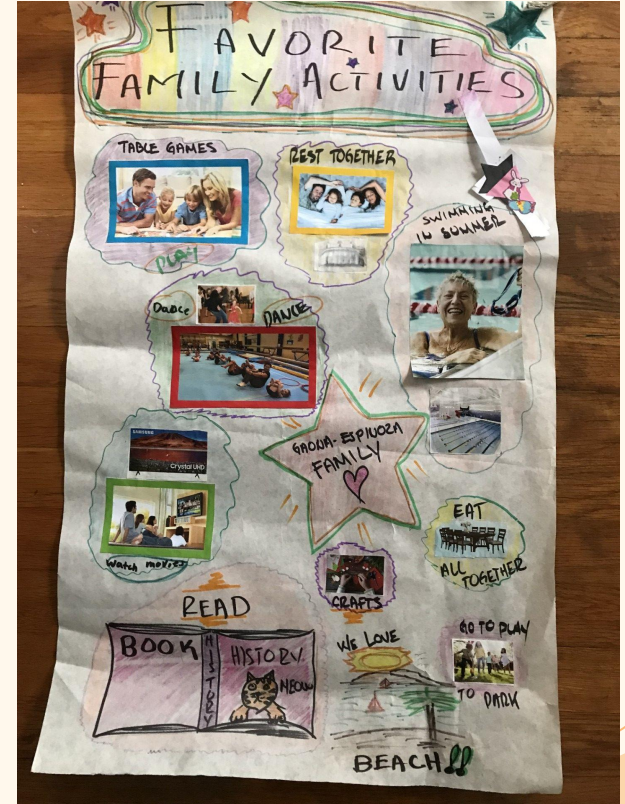 FAVORITE
FAMILY ACTIVITIES
TABLE GAMES
PLAY
REST TOGETHER
SWIMMING
IN SUMMER
Dance
DANCE
GAONA-ESPINOZA
FAMILY
SAMSUNG
Crystal UHD
Watch movies
EAT
ALL TOGETHER
CRAFTS
READ
BOOK
HISTORY
HISTORY
MEOW
WE LOVE
BEACH!!
GO TO PLAY
TO PARK